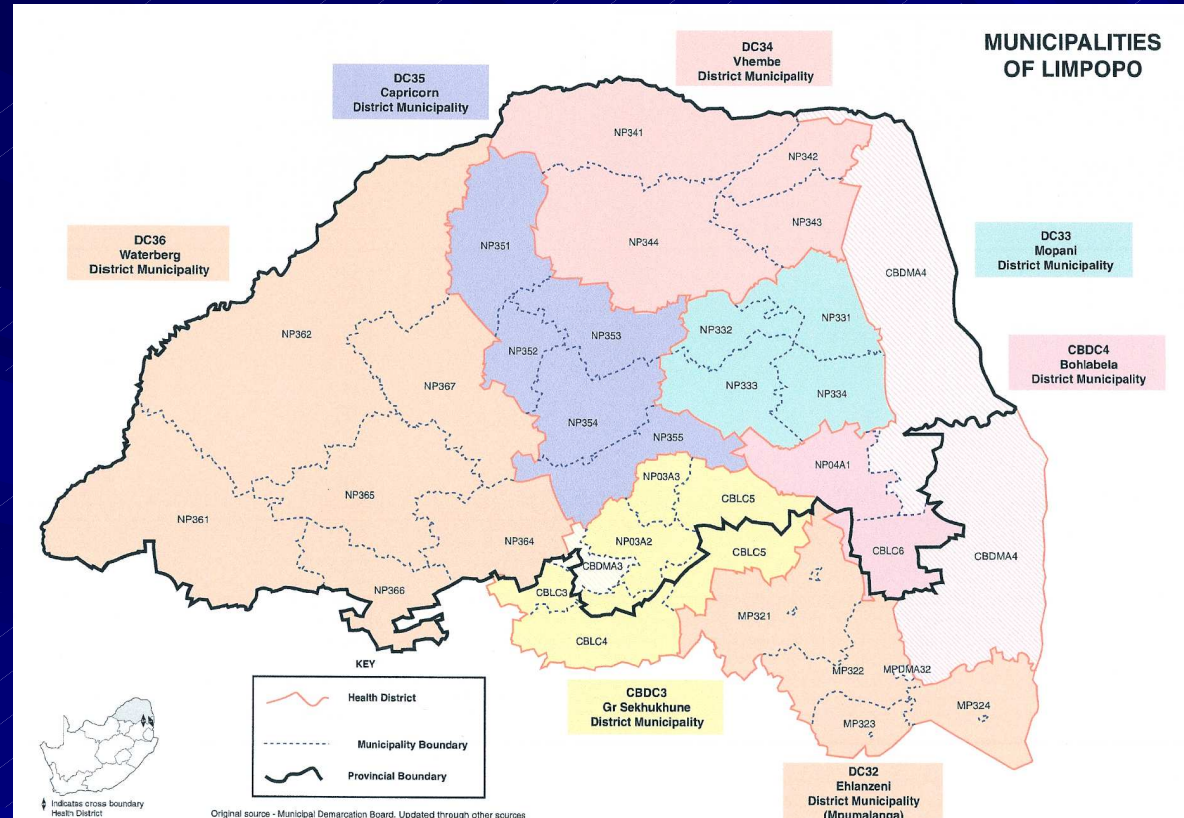 MUNICIPALITIES
OF LIMPOPO
DC34
Vhembe
District Municipality
DC35
Capricorn
District Municipality
DC36
Waterberg
District Municipality
DC33
Mopani
District Municipality
CBDC4
Bohlabela
District Municipality
NP341
NP342
NP343
NP344
NP351
CBDMA4
NP331
NP332
NP362
NP353
NP352
NP367
NP333
NP334
NP354
NP355
NP04A1
NP03A3
CBLC5
NP365
NP361
NP364
NP03A2
CBLC5
CBLC6
CBDMA4
CBDMA3
NP366
CBLC3
MP321
CBLC4
MP322
MPDMA32
MP324
MP323
KEY
Health District
Municipality Boundary
Provincial Boundary
CBDC3
Gr Sekhukhune
District Municipality
DC32
Ehlanzeni
District Municipality
(Mpumalanga)
Indicates cross boundary
Health District
Original source - Municipal Demarcation Board. Updated through other sources